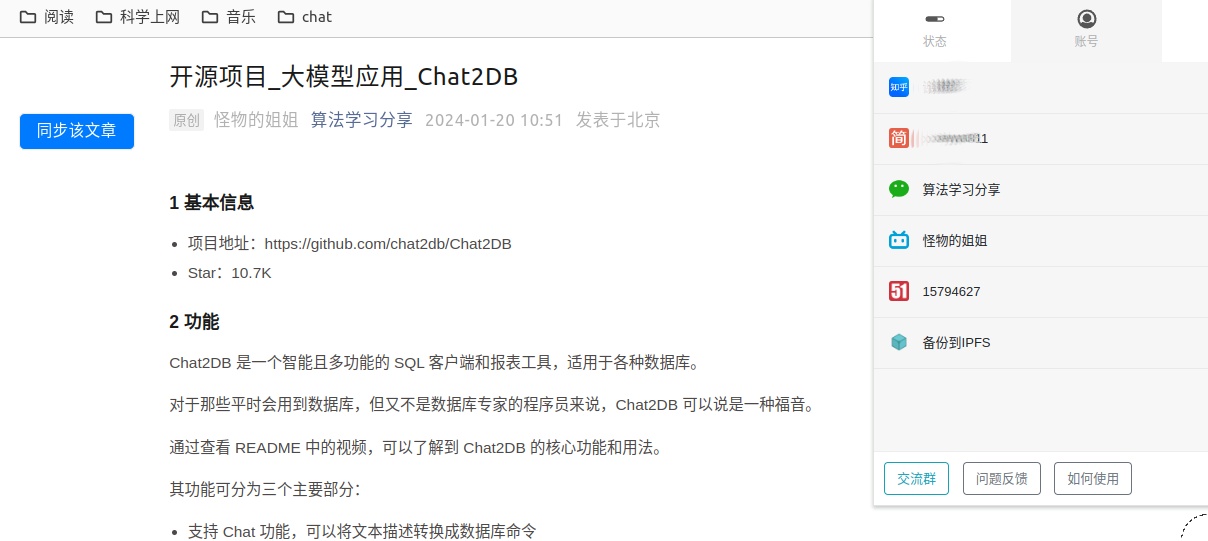 阅读 科学上网 音乐 chat
状态 账号
开源项目_大模型应用_Chat2DB
原创 怪物的姐姐 算法学习分享 2024-01-20 10:51 发表于北京
同步该文章
1 基本信息
项目地址：https://github.com/chat2db/Chat2DB
Star：10.7K
2 功能
Chat2DB 是一个智能且多功能的 SQL 客户端和报表工具，适用于各种数据库。
对于那些平时会用到数据库，但又不是数据库专家的程序员来说，Chat2DB 可以说是一种福音。
通过查看 README 中的视频，可以了解到 Chat2DB 的核心功能和用法。
其功能可分为三个主要部分：
支持 Chat 功能，可以将文本描述转换成数据库命令
知乎
简
算法学习分享
怪物的姐姐
51 15794627
备份到IPFS
交流群 问题反馈 如何使用